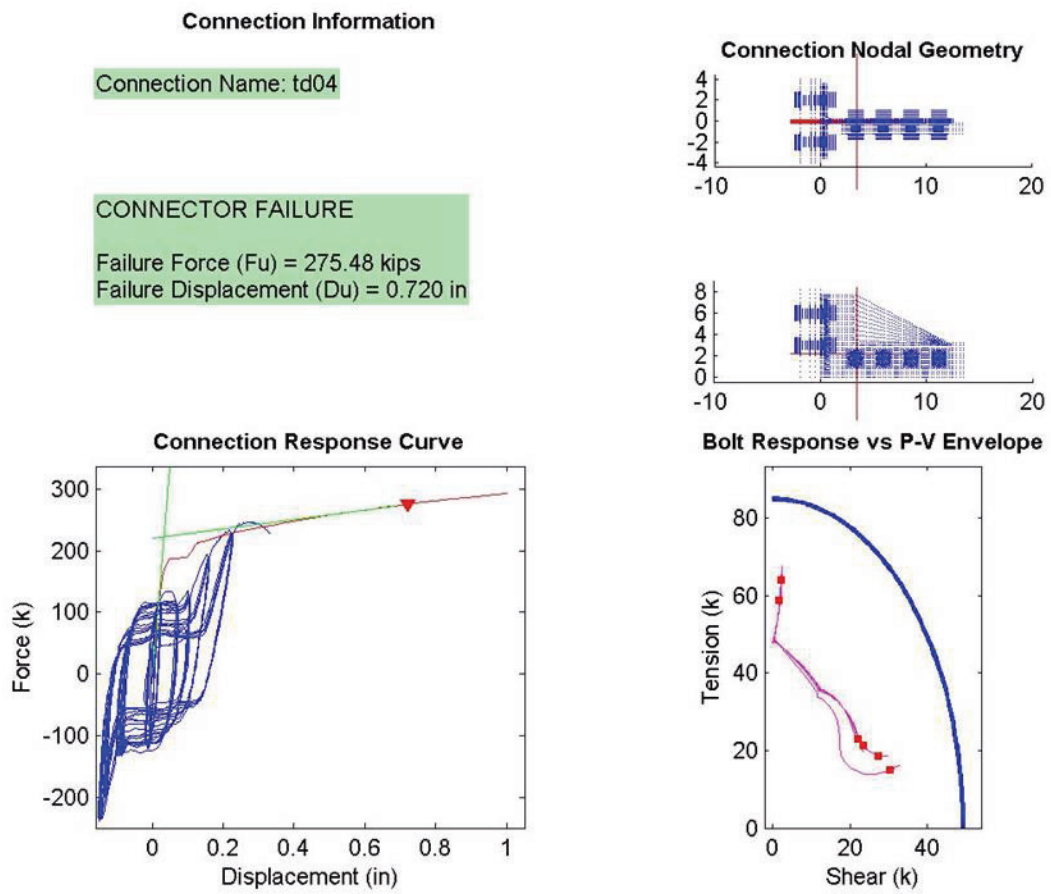 Connection Information
Connection Name: td04
CONNECTOR FAILURE
Failure Force (Fu) = 275.48 kips
Failure Displacement (Du) = 0.720 in
Connection Nodal Geometry
4
2
0
-2
-4
-10 0 10 20
8
6
4
2
0
-10 0 10 20
Connection Response Curve
Force (k)
300
200
100
0
-100
-200
0 0.2 0.4 0.6 0.8 1
Displacement (in)
Bolt Response vs P-V Envelope
Tension (k)
80
60
40
20
0
0 20 40
Shear (k)